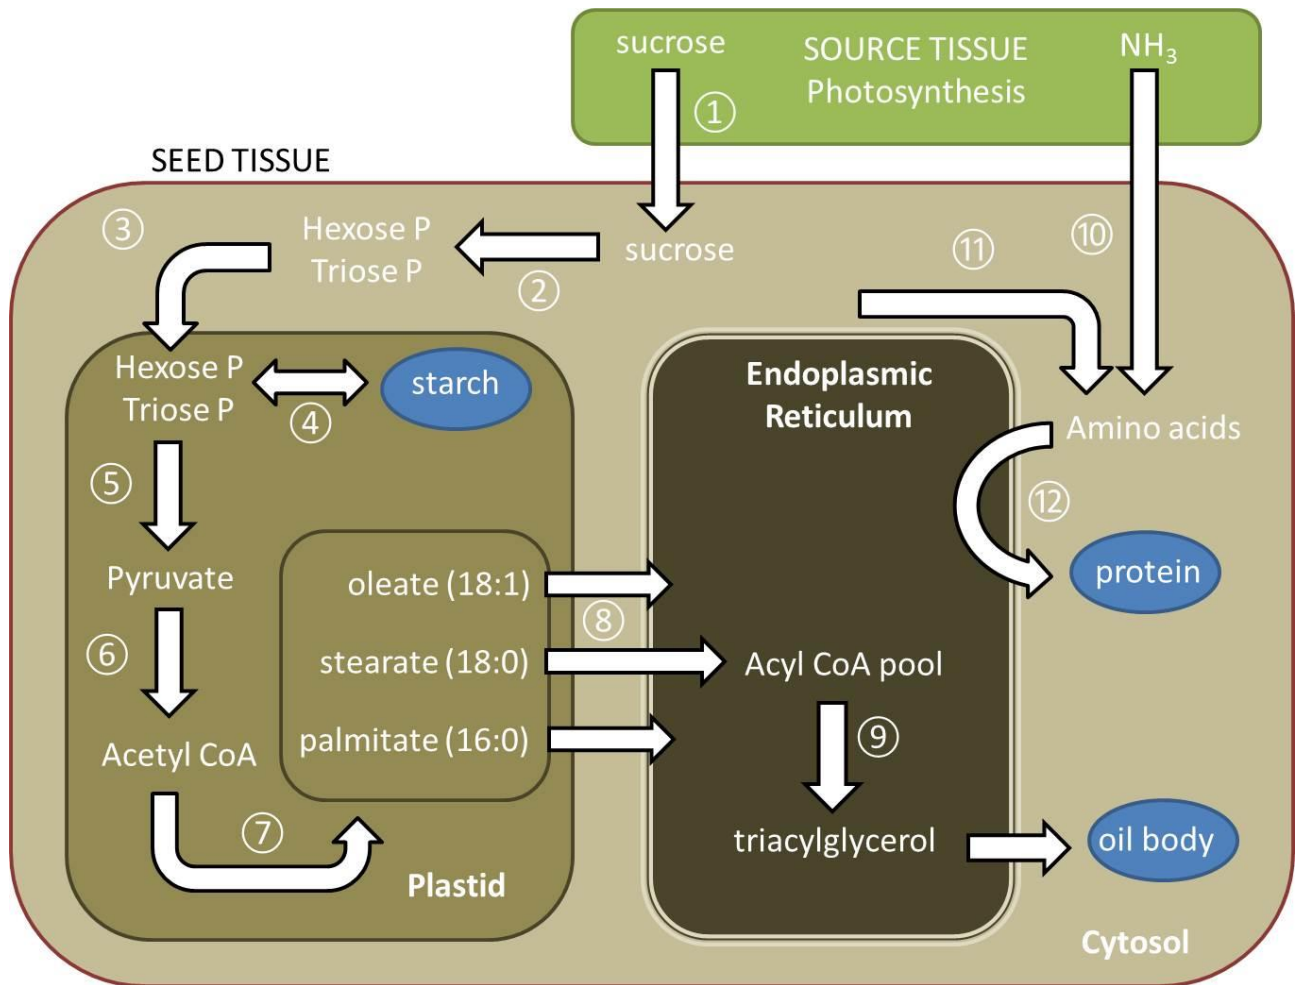 sucrose
SOURCE TISSUE
Photosynthesis
NH₃
①
SEED TISSUE
③
Hexose P
Triose P
②
sucrose
⑪
⑩
Hexose P
Triose P
④
starch
Endoplasmic
Reticulum
Amino acids
⑤
⑫
Pyruvate
oleate (18:1)
⑧
protein
⑥
stearate (18:0)
Acyl CoA pool
Acetyl CoA
palmitate (16:0)
⑨
⑦
triacylglycerol
oil body
Plastid
Cytosol